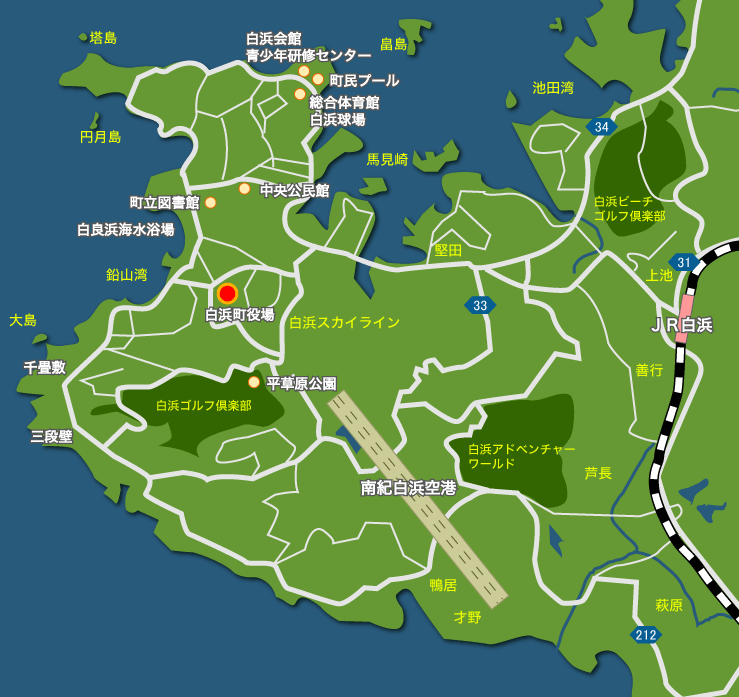 塔島
白浜会館
青少年研修センター
畠島
町民プール
池田湾
総合体育館
白浜球場
34
円月島
馬見崎
中央公民館
町立図書館
白浜ビーチ
ゴルフ倶楽部
白良浜海水浴場
堅田
31
鉛山湾
上池
33
白浜町役場
大島
白浜スカイライン
ＪＲ白浜
千畳敷
善行
平草原公園
白浜ゴルフ倶楽部
三段壁
白浜アドベンチャー
ワールド
芦長
南紀白浜空港
鴨居
萩原
才野
212